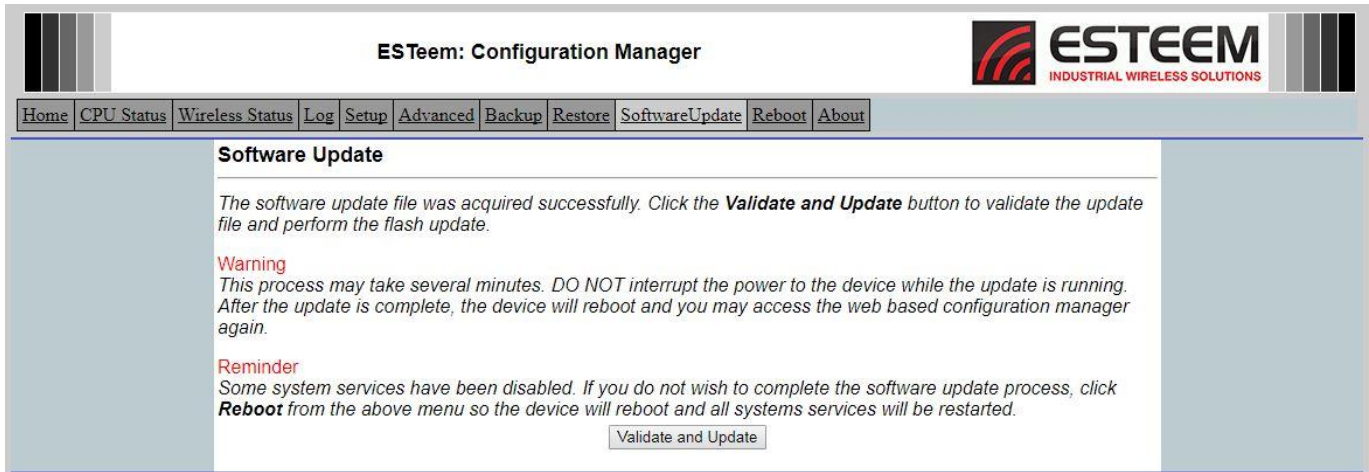 ESTeem: Configuration Manager
ESTEEM
INDUSTRIAL WIRELESS SOLUTIONS
Home CPU Status Wireless Status Log Setup Advanced Backup Restore SoftwareUpdate Reboot About
Software Update
The software update file was acquired successfully. Click the Validate and Update button to validate the update
file and perform the flash update.
Warning
This process may take several minutes. DO NOT interrupt the power to the device while the update is running.
After the update is complete, the device will reboot and you may access the web based configuration manager
again.
Reminder
Some system services have been disabled. If you do not wish to complete the software update process, click
Reboot from the above menu so the device will reboot and all systems services will be restarted.
Validate and Update